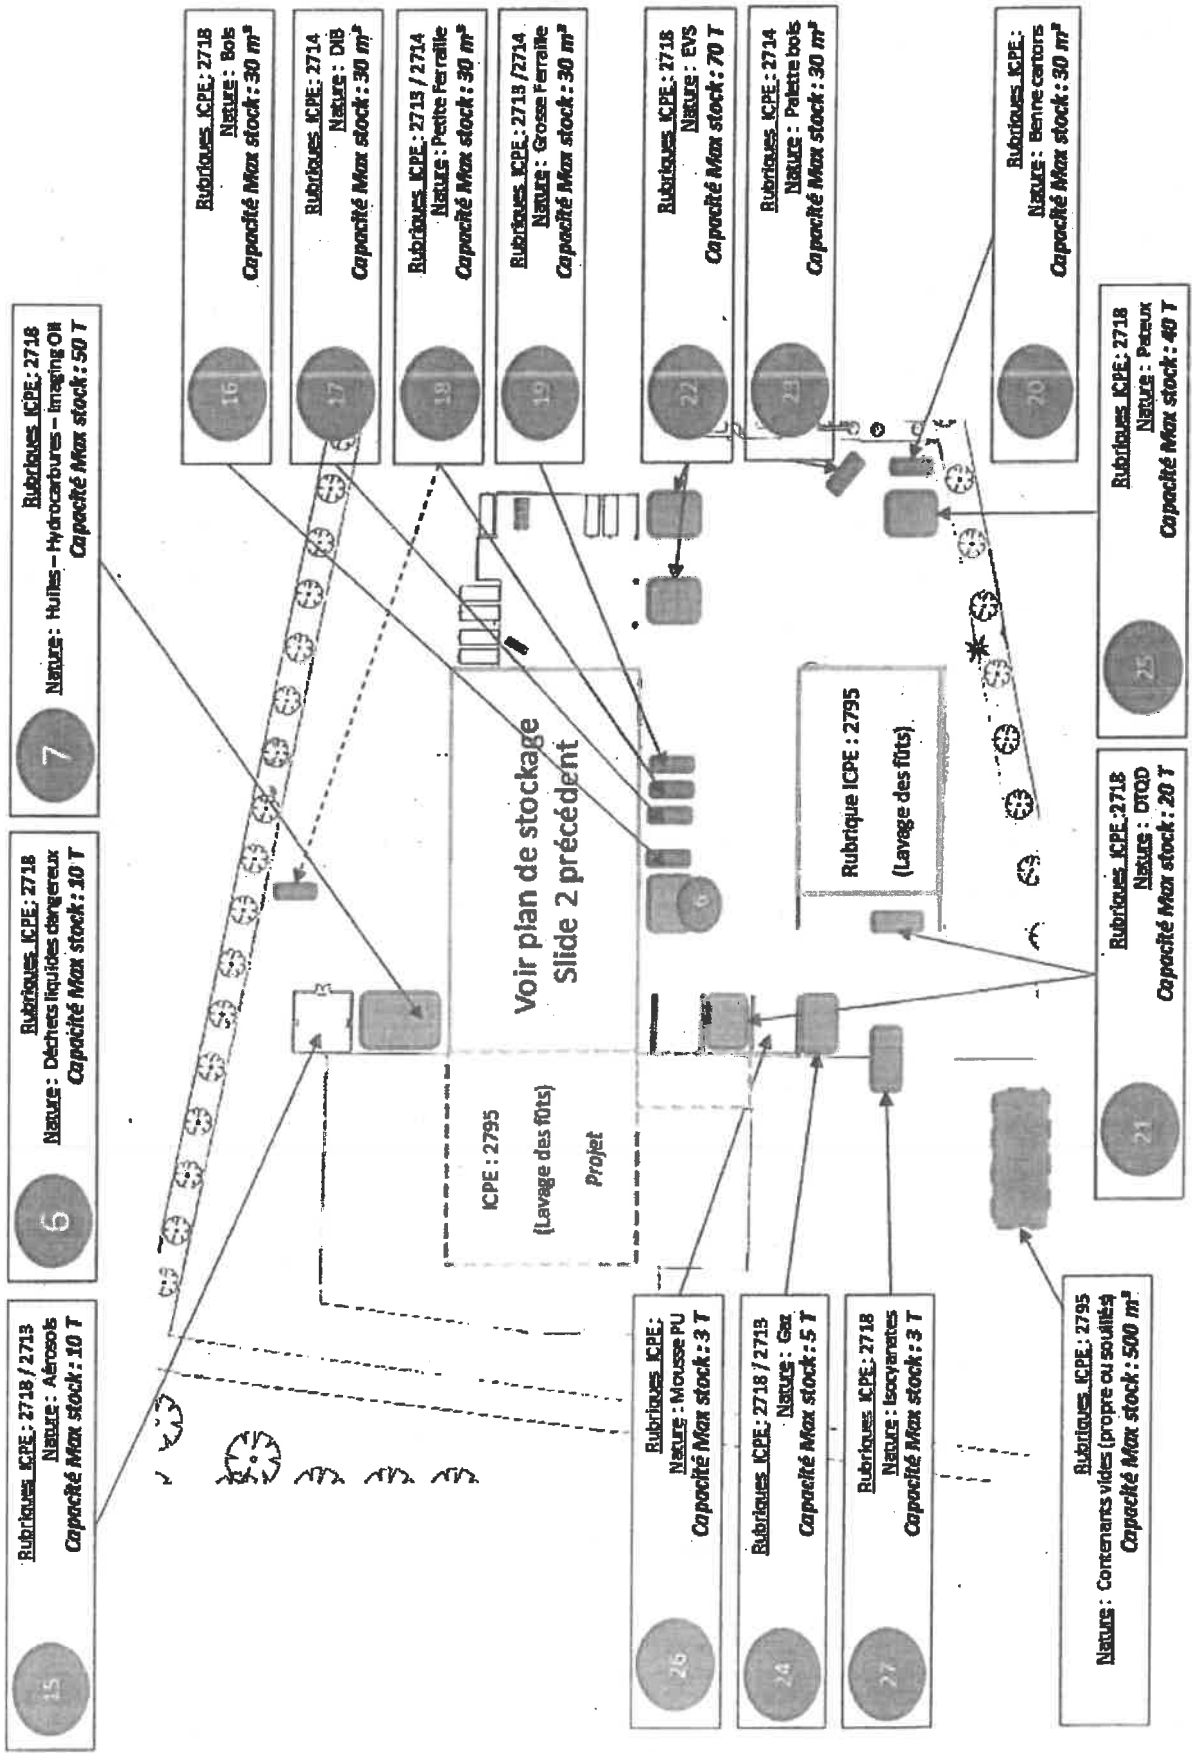 15
Rubriques ICPE : 2718 / 2713
Nature : Aérosols
Capacité Max stock : 10 T
6
Rubriques ICPE : 2718
Nature : Déchets liquides dangereux
Capacité Max stock : 10 T
7
Rubriques ICPE : 2718
Nature : Huiles – Hydrocarbures – Imaging Oil
Capacité Max stock : 50 T
16
Rubriques ICPE : 2718
Nature : Bois
Capacité Max stock : 30 m³
17
Rubriques ICPE : 2714
Nature : DIB
Capacité Max stock : 30 m³
18
Rubriques ICPE : 2713 / 2714
Nature : Petite Ferraille
Capacité Max stock : 30 m³
19
Rubriques ICPE : 2713 / 2714
Nature : Grosse Ferraille
Capacité Max stock : 30 m³
22
Rubriques ICPE : 2718
Nature : EVS
Capacité Max stock : 70 T
23
Rubriques ICPE : 2714
Nature : Palette bois
Capacité Max stock : 30 m³
20
Rubriques ICPE :
Nature : Benne cartons
Capacité Max stock : 30 m³
ICPE : 2795
(Lavage des fûts)
Projet
Voir plan de stockage
Slide 2 précédent
6
Rubrique ICPE : 2795
(Lavage des fûts)
26
Rubriques ICPE :
Nature : Mousse PU
Capacité Max stock : 3 T
24
Rubriques ICPE : 2718 / 2713
Nature : Gaz
Capacité Max stock : 5 T
27
Rubriques ICPE : 2718
Nature : Isocyanates
Capacité Max stock : 3 T
Rubriques ICPE : 2795
Nature : Contenants vides (propre ou souillés)
Capacité Max stock : 500 m³
21
Rubriques ICPE :2718
Nature : DTQD
Capacité Max stock : 20 T
25
Rubriques ICPE : 2718
Nature : Pateux
Capacité Max stock : 40 T